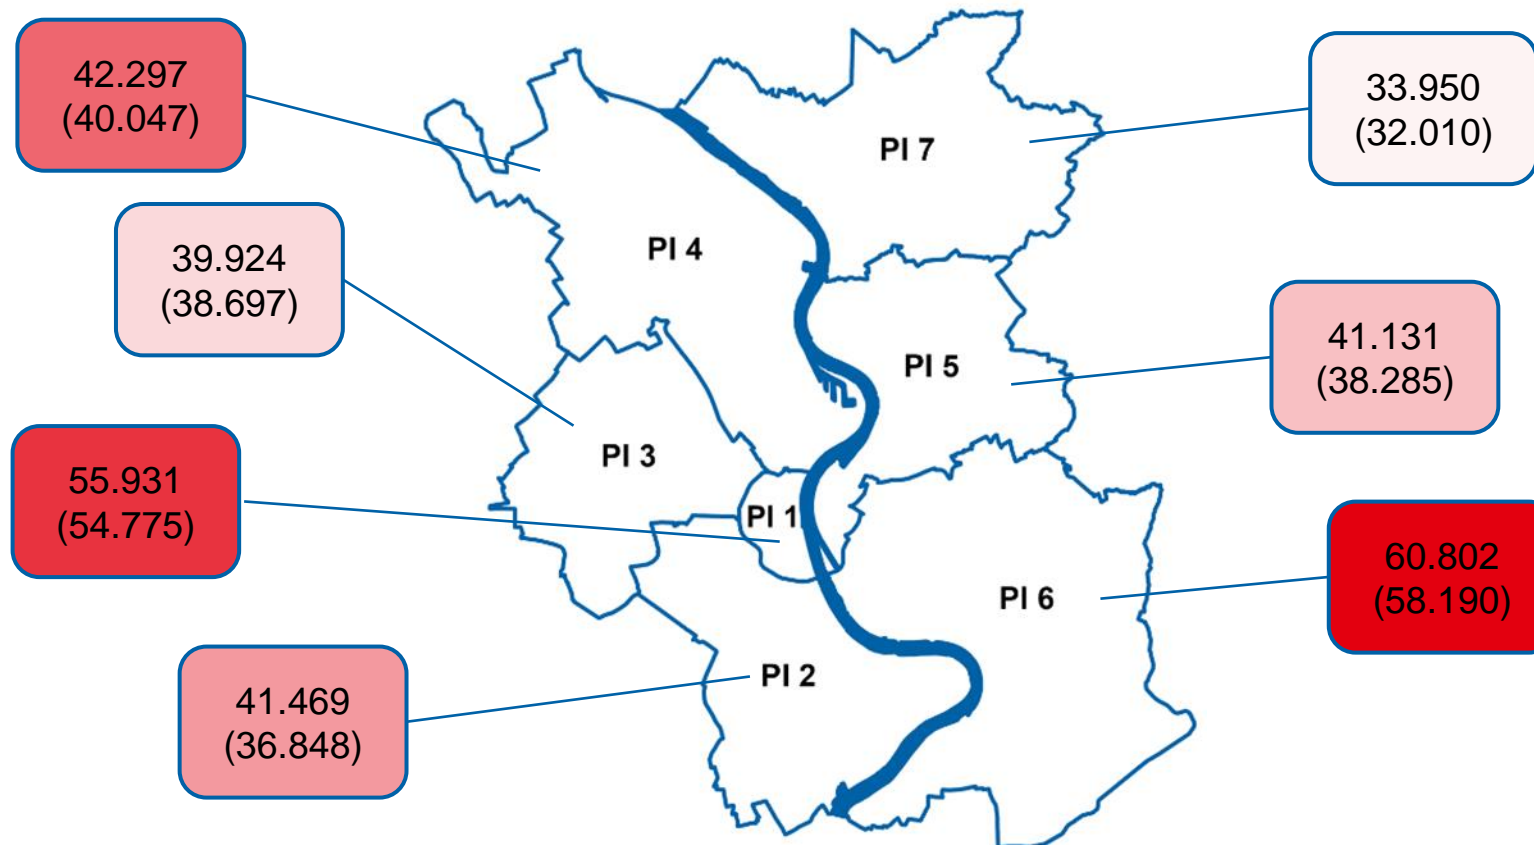 42.297
(40.047)
33.950
(32.010)
PI 7
39.924
(38.697)
PI 4
41.131
(38.285)
PI 5
PI 3
55.931
(54.775)
PI 1
60.802
(58.190)
PI 6
41.469
(36.848)
PI 2